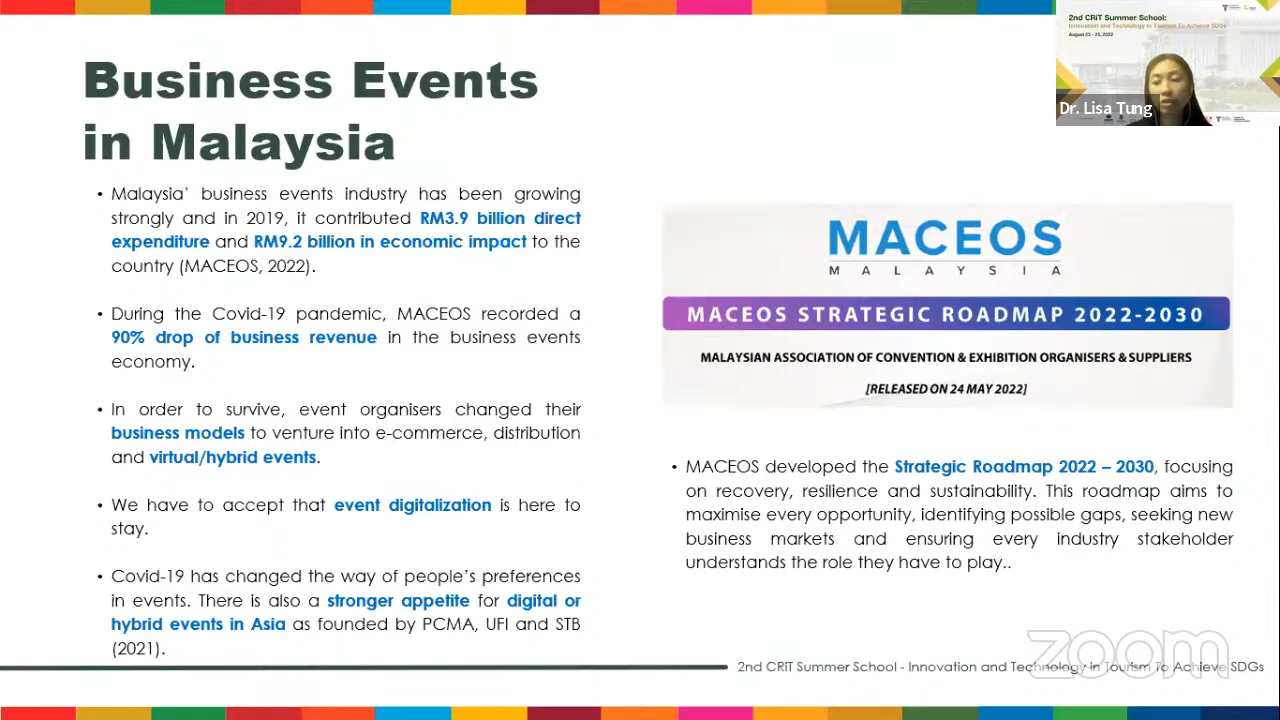 2nd CRiT Summer School:
Innovation and Technology in Tourism To Achieve SDGs
August 23 - 25, 2022
Dr. Lisa Tung
Business Events
in Malaysia
• Malaysia' business events industry has been growing
strongly and in 2019, it contributed RM3.9 billion direct
expenditure and RM9.2 billion in economic impact to the
country (MACEOS, 2022).
• During the Covid-19 pandemic, MACEOS recorded a
90% drop of business revenue in the business events
economy.
• In order to survive, event organisers changed their
business models to venture into e-commerce, distribution
and virtual/hybrid events.
• We have to accept that event digitalization is here to
stay.
• Covid-19 has changed the way of people's preferences
in events. There is also a stronger appetite for digital or
hybrid events in Asia as founded by PCMA, UFI and STB
(2021).
MACEOS
MALAYSIA
MACEOS STRATEGIC ROADMAP 2022-2030
MALAYSIAN ASSOCIATION OF CONVENTION & EXHIBITION ORGANISERS & SUPPLIERS
[RELEASED ON 24 MAY 2022]
• MACEOS developed the Strategic Roadmap 2022 – 2030, focusing
on recovery, resilience and sustainability. This roadmap aims to
maximise every opportunity, identifying possible gaps, seeking new
business markets and ensuring every industry stakeholder
understands the role they have to play..
zoom
2nd CRiT Summer School - Innovation and Technology in Tourism To Achieve SDGs